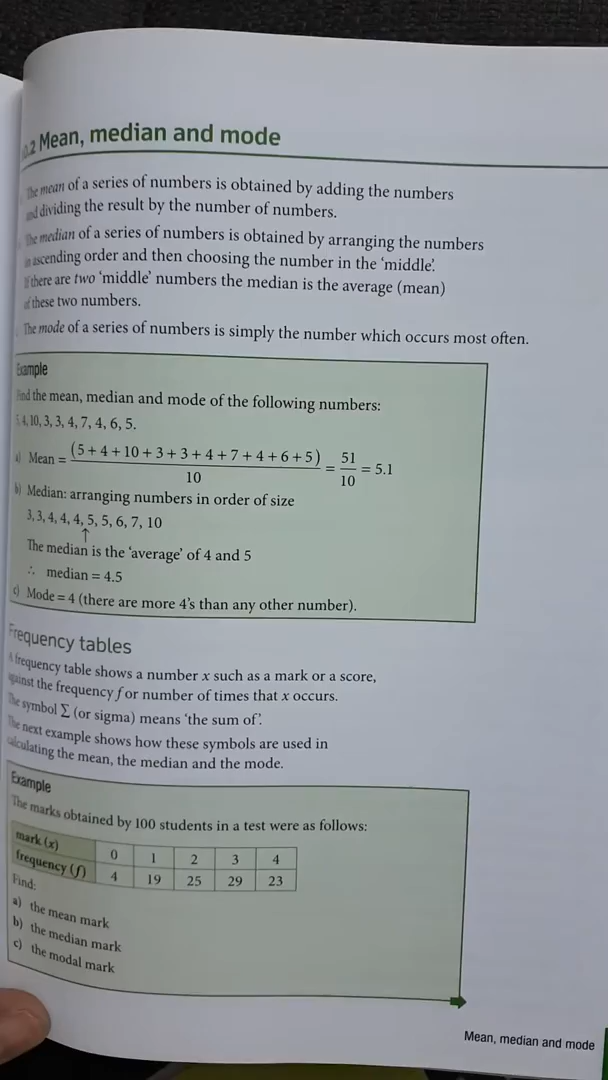 0.2 Mean, median and mode
The mean of a series of numbers is obtained by adding the numbers
and dividing the result by the number of numbers.
The median of a series of numbers is obtained by arranging the numbers
in ascending order and then choosing the number in the ‘middle’.
If there are two ‘middle’ numbers the median is the average (mean)
of these two numbers.
The mode of a series of numbers is simply the number which occurs most often.
Example
Find the mean, median and mode of the following numbers:
5, 4, 10, 3, 3, 4, 7, 4, 6, 5.
a) Mean = (5 + 4 + 10 + 3 + 3 + 4 + 7 + 4 + 6 + 5) / 10 = 51 / 10 = 5.1
b) Median: arranging numbers in order of size
3, 3, 4, 4, 4, 5, 5, 6, 7, 10
↑
The median is the ‘average’ of 4 and 5
∴ median = 4.5
c) Mode = 4 (there are more 4’s than any other number).
Frequency tables
A frequency table shows a number x such as a mark or a score,
against the frequency f or number of times that x occurs.
The symbol Σ (or sigma) means ‘the sum of’.
The next example shows how these symbols are used in
calculating the mean, the median and the mode.
Example
The marks obtained by 100 students in a test were as follows:
mark (x) 0 1 2 3 4
frequency (f) 4 19 25 29 23
Find:
a) the mean mark
b) the median mark
c) the modal mark
Mean, median and mode